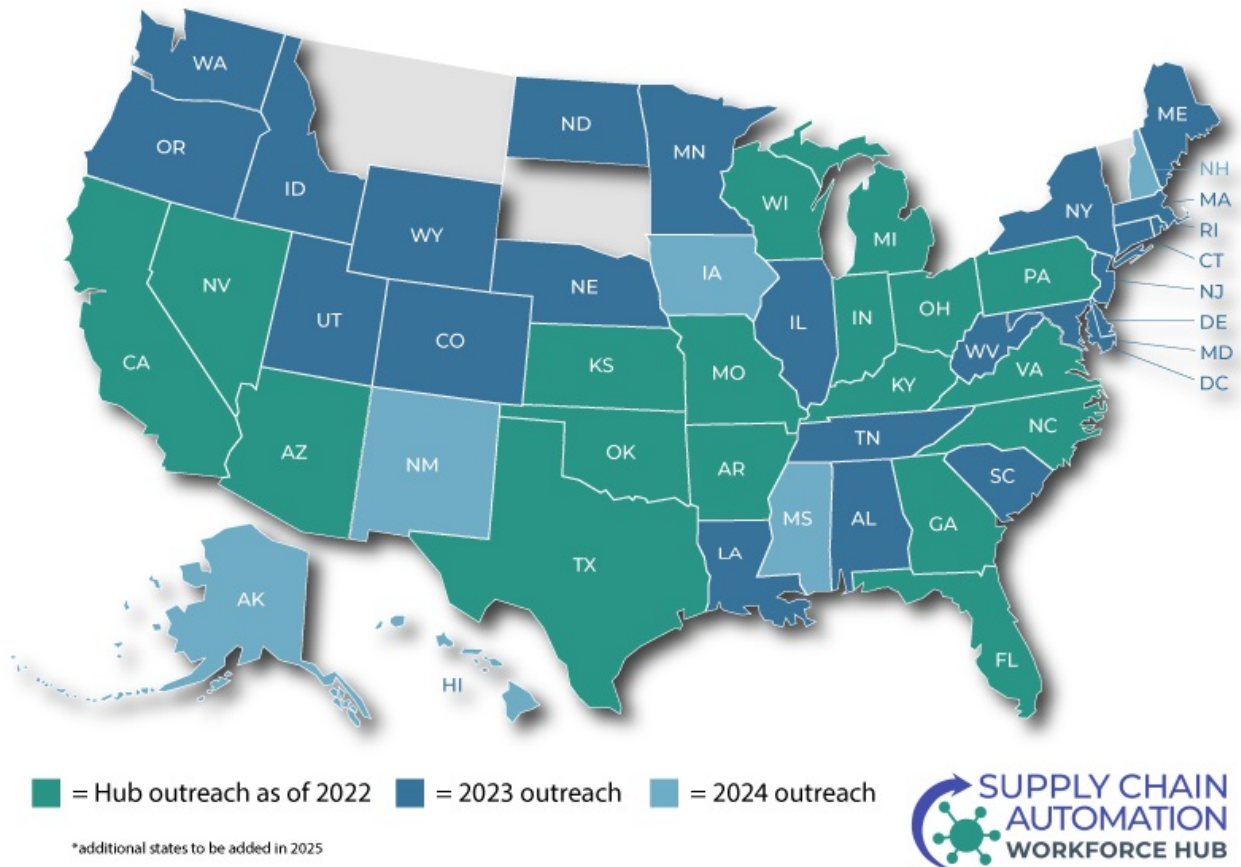 WA
ME
ND
MN
OR
NH
ID
MA
WI
NY
WY
RI
MI
CT
IA
PA
NV
NE
NJ
OH
IL
IN
UT
DE
CO
WV
MD
CA
KS
MO
VA
KY
DC
NC
TN
AZ
OK
NM
AR
SC
MS
AL
GA
LA
TX
AK
FL
HI
= Hub outreach as of 2022 = 2023 outreach = 2024 outreach
*additional states to be added in 2025
SUPPLY CHAIN
AUTOMATION
WORKFORCE HUB